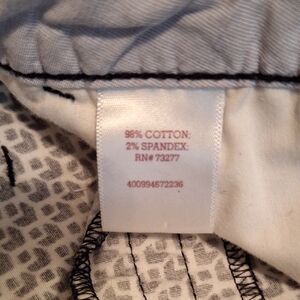 98% COTTON;
2% SPANDEX;
RN# 73277
400994572236